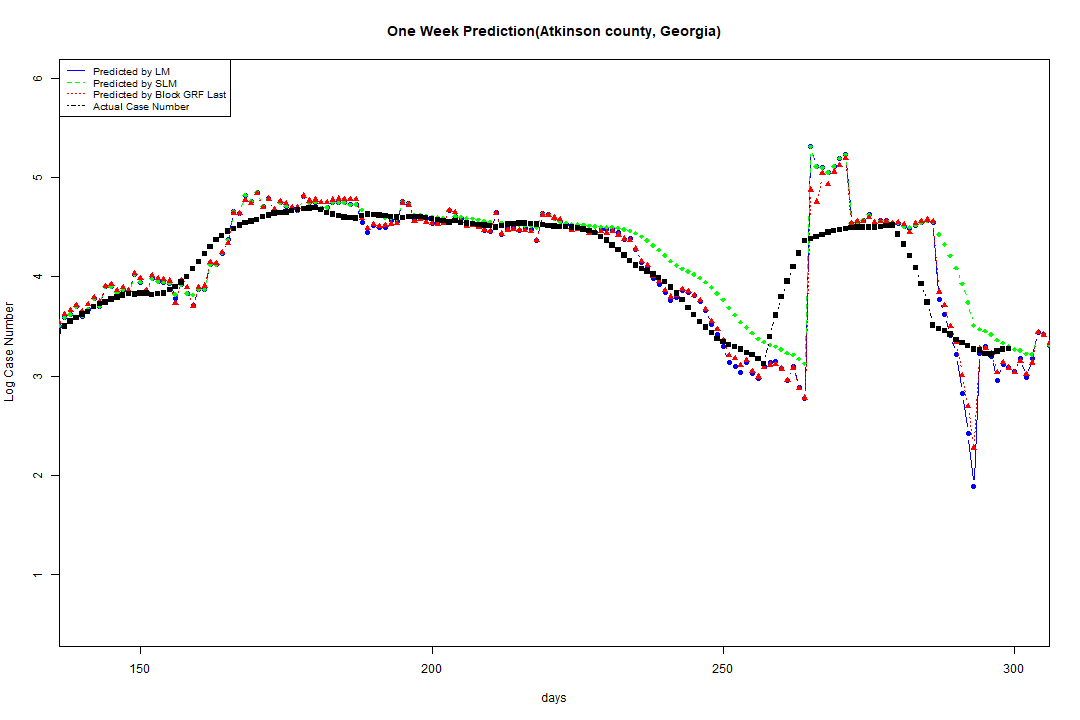 One Week Prediction(Atkinson county, Georgia)
Predicted by LM
Predicted by SLM
Predicted by Block GRF Last
Actual Case Number
6
5
4
3
2
1
Log Case Number
150 200 250 300
days